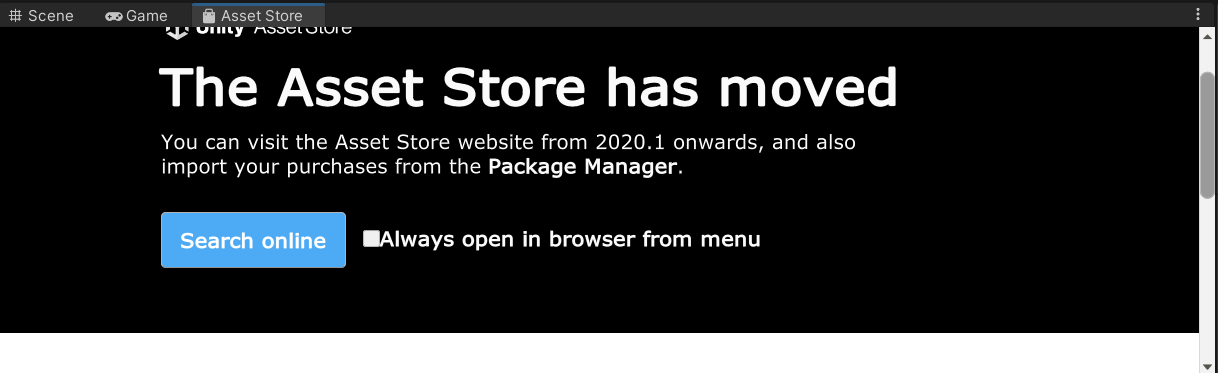 Scene Game Asset Store
Unity Asset Store
The Asset Store has moved
You can visit the Asset Store website from 2020.1 onwards, and also
import your purchases from the Package Manager.
Search online Always open in browser from menu